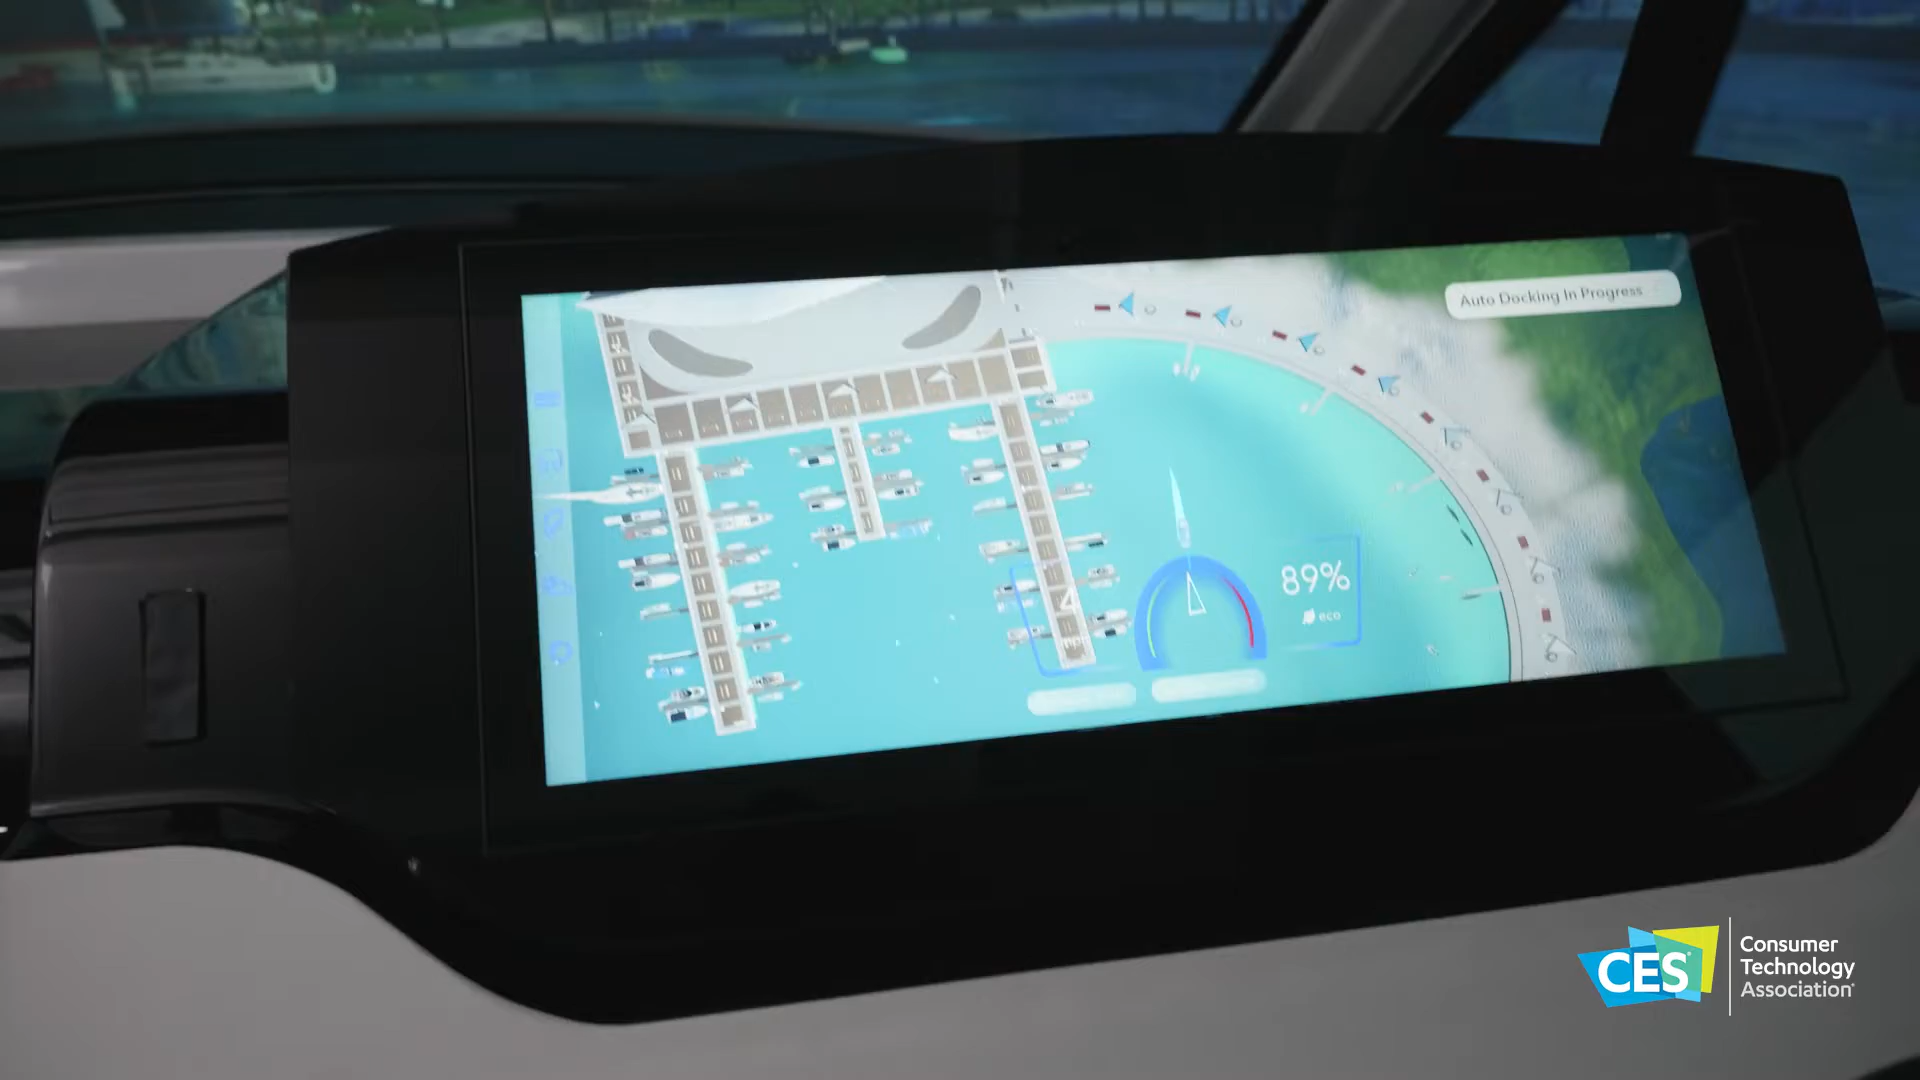 Auto Docking In Progress
89%
eco
CES
Consumer
Technology
Association